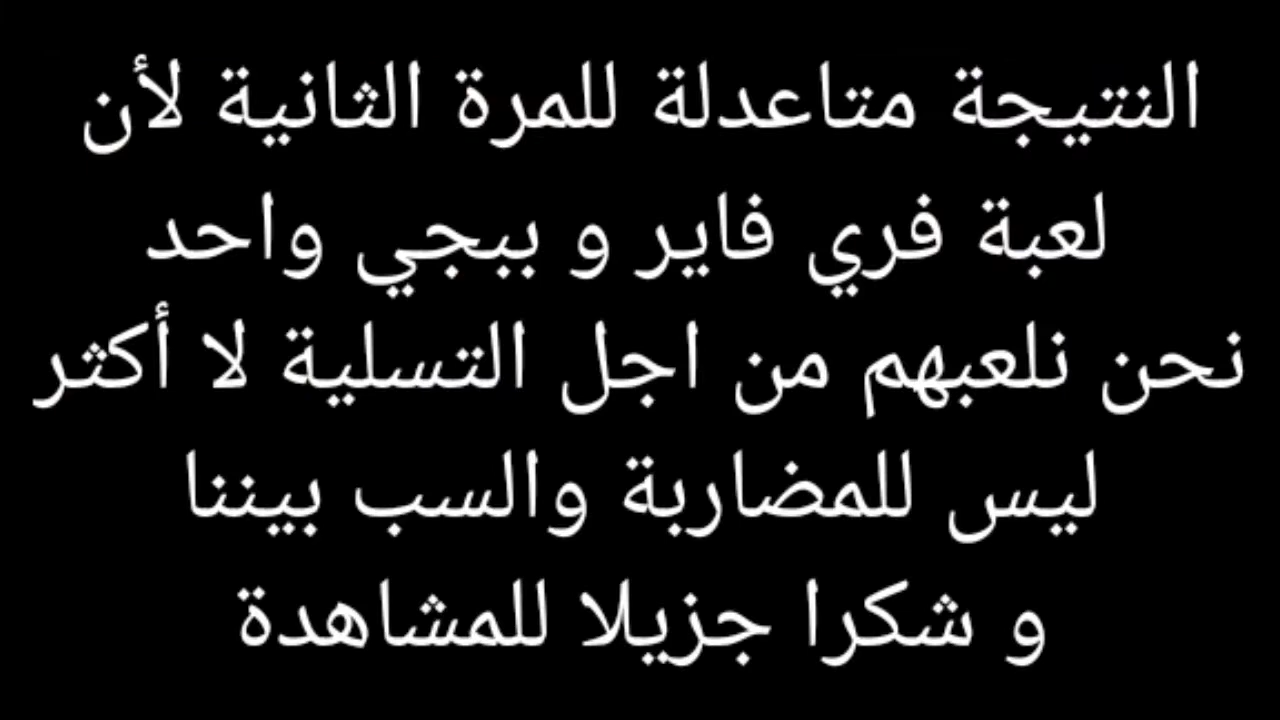 النتيجة متاعدلة للمرة الثانية لأن
لعبة فري فاير و ببجي واحد
نحن نلعبهم من اجل التسلية لا أكثر
ليس للمضاربة والسب بيننا
و شكرا جزيلا للمشاهدة